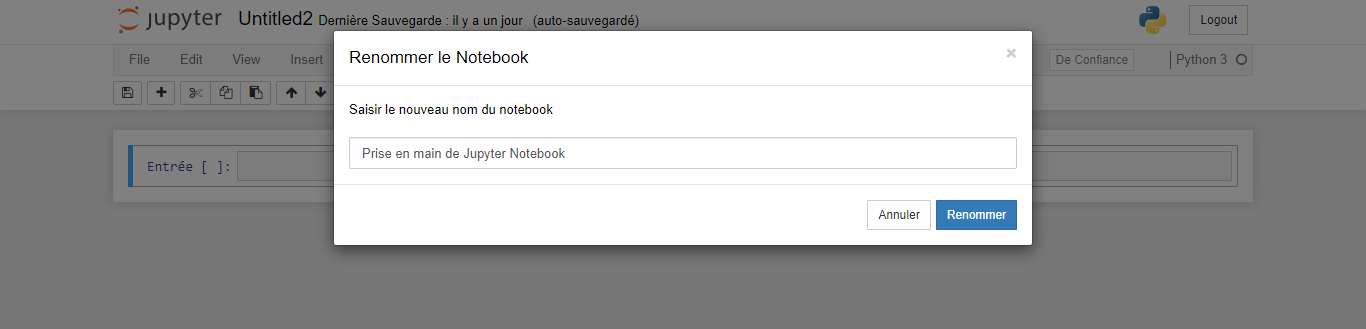 jupyter Untitled2 Dernière Sauvegarde : il y a un jour (auto-sauvegardé) Logout
File Edit View Insert De Confiance Python 3
Renommer le Notebook ×
Saisir le nouveau nom du notebook
Prise en main de Jupyter Notebook
Entrée [ ]:
Annuler Renommer